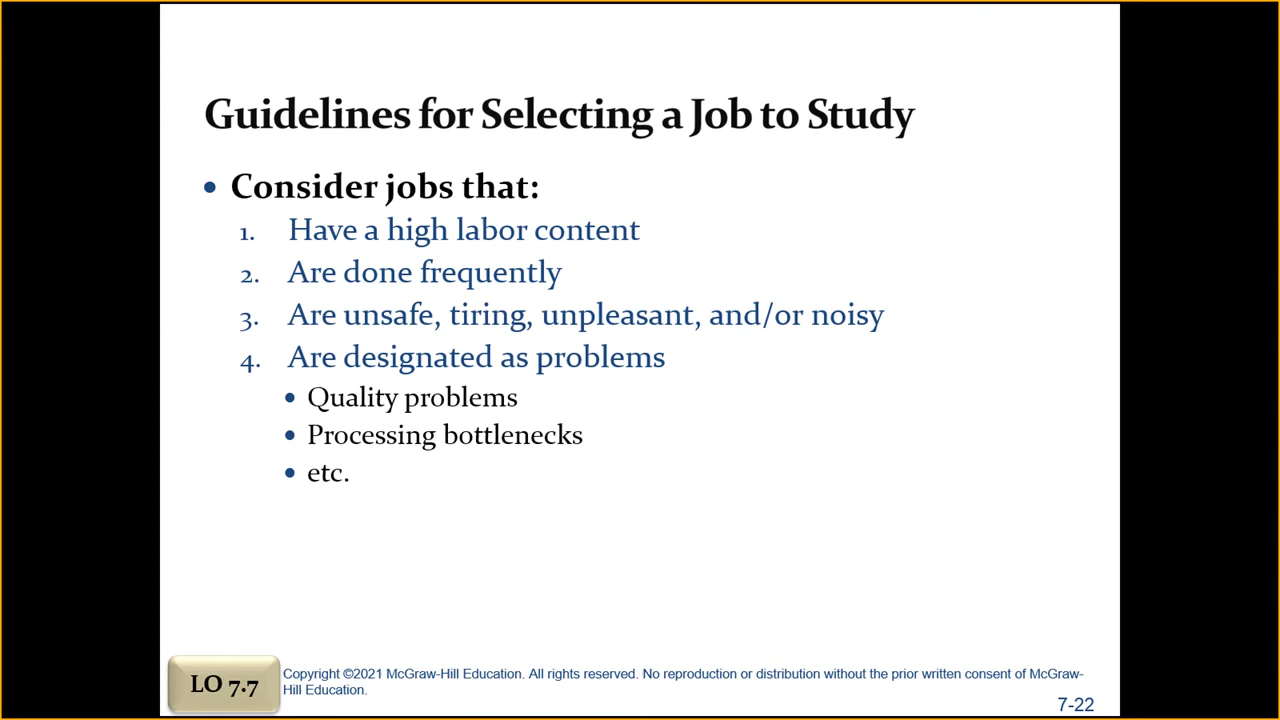 Guidelines for Selecting a Job to Study
• Consider jobs that:
1. Have a high labor content
2. Are done frequently
3. Are unsafe, tiring, unpleasant, and/or noisy
4. Are designated as problems
• Quality problems
• Processing bottlenecks
• etc.
LO 7.7
Copyright ©2021 McGraw-Hill Education. All rights reserved. No reproduction or distribution without the prior written consent of McGraw-
Hill Education.
7-22